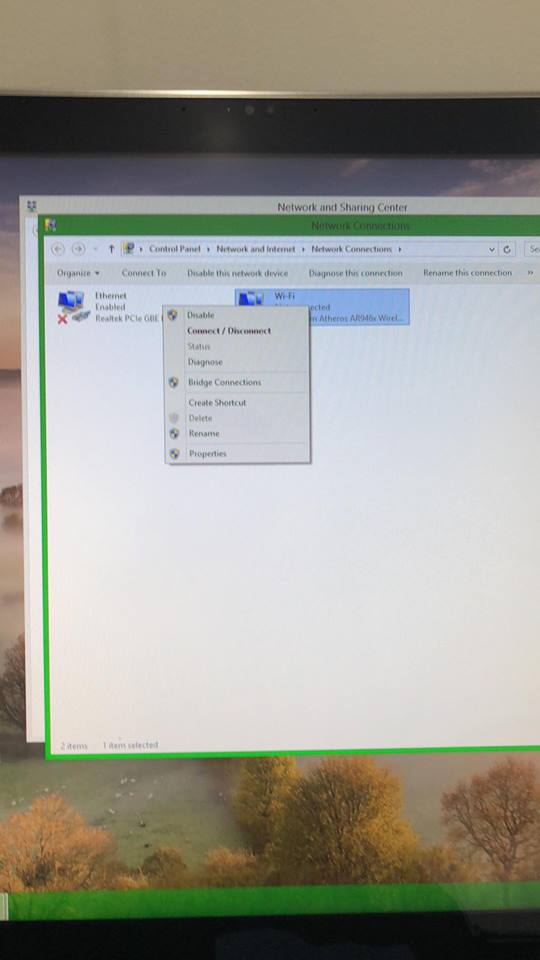 Network and Sharing Center
Network Connections
Control Panel Network and Internet Network Connections
Organize Connect To Disable this network device Diagnose this connection Rename this connection »
Ethernet
Enabled
Realtek PCIe GBE
Wi-Fi
Atheros AR946x Wirel...
Disable
Connect / Disconnect
Status
Diagnose
Bridge Connections
Create Shortcut
Delete
Rename
Properties
2 items 1 item selected